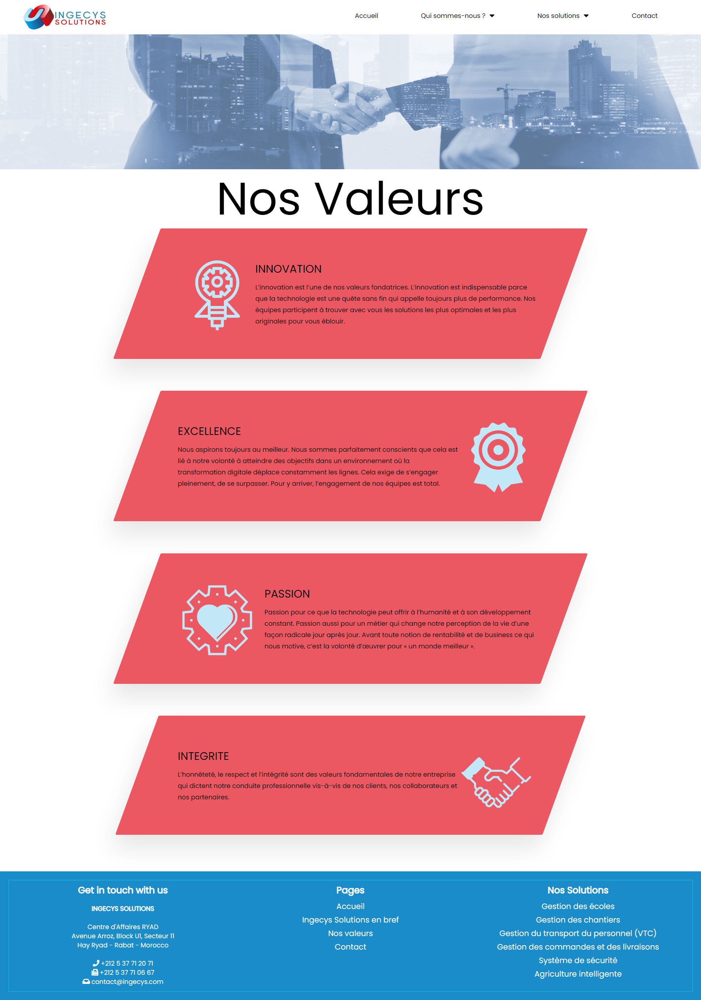 INGECYS
SOLUTIONS
Accueil
Qui sommes-nous ?
Nos solutions
Contact
Nos Valeurs
INNOVATION
L’innovation est l’une de nos valeurs fondatrices. L’innovation est indispensable parce
que la technologie est une quête sans fin qui appelle toujours plus de performance. Nos
équipes participent à trouver avec vous les solutions les plus optimales et les plus
originales pour vous éblouir.
EXCELLENCE
Nous aspirons toujours au meilleur. Nous sommes parfaitement conscients que cela est
lié à notre volonté à atteindre des objectifs dans un environnement où la
transformation digitale déplace constamment les lignes. Cela exige de s’engager
pleinement, de se surpasser. Pour y arriver, l’engagement de nos équipes est total.
PASSION
Passion pour ce que la technologie peut offrir à l’humanité et à son développement
constant. Passion aussi pour un métier qui change notre perception de la vie d’une
façon radicale jour après jour. Avant toute notion de rentabilité et de business ce qui
nous motive, c’est la volonté d’œuvrer pour « un monde meilleur ».
INTEGRITE
L’honnêteté, le respect et l’intégrité sont des valeurs fondamentales de notre entreprise
qui dictent notre conduite professionnelle vis-à-vis de nos clients, nos collaborateurs et
nos partenaires.
Get in touch with us
INGECYS SOLUTIONS
Centre d'Affaires RYAD
Avenue Arroz, Block U1, Secteur 11
Hay Ryad - Rabat - Morocco
+212 5 37 71 20 71
+212 5 37 71 06 67
contact@ingecys.com
Pages
Accueil
Ingecys Solutions en bref
Nos valeurs
Contact
Nos Solutions
Gestion des écoles
Gestion des chantiers
Gestion du transport du personnel (VTC)
Gestion des commandes et des livraisons
Système de sécurité
Agriculture intelligente